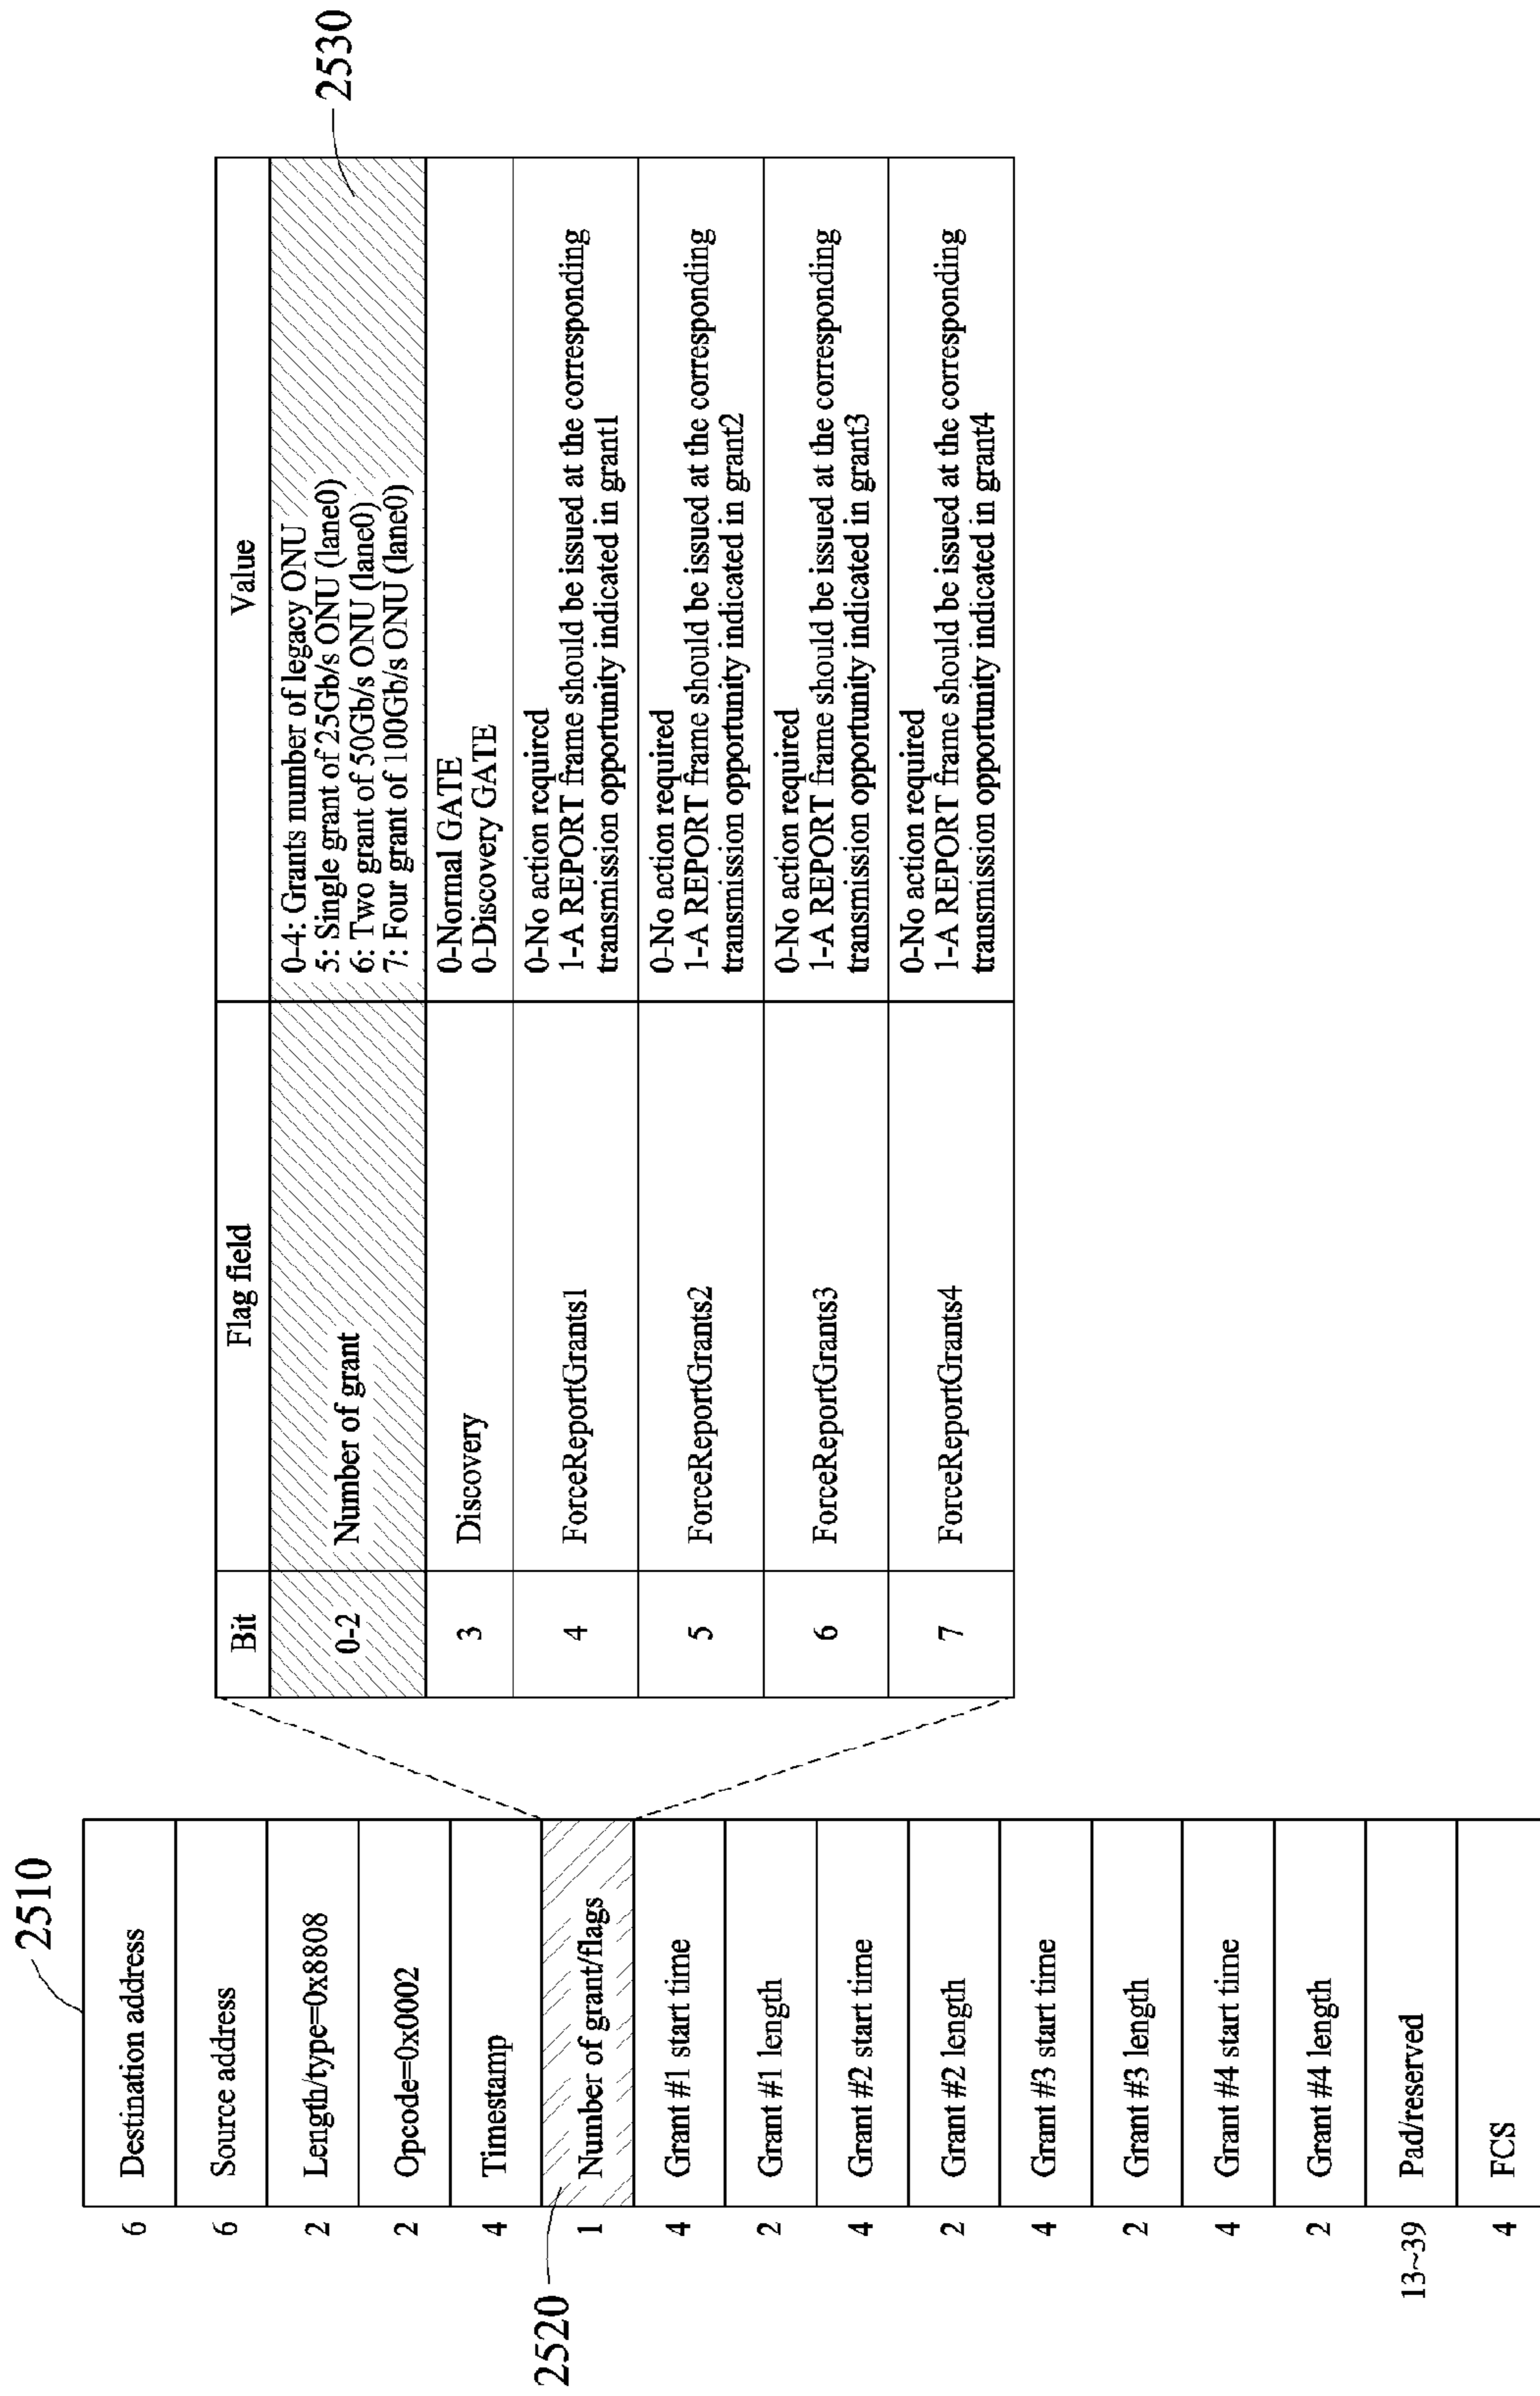 2510
6 Destination address
6 Source address
2 Length/type=0x8808
2 Opcode=0x0002
4 Timestamp
2520
1 Number of grant/flags
4 Grant #1 start time
2 Grant #1 length
4 Grant #2 start time
2 Grant #2 length
4 Grant #3 start time
2 Grant #3 length
4 Grant #4 start time
2 Grant #4 length
13~39 Pad/reserved
4 FCS
Bit Flag field Value
2530
0-2 Number of grant
0-4: Grants number of legacy ONU
5: Single grant of 25Gb/s ONU (lane0)
6: Two grant of 50Gb/s ONU (lane0)
7: Four grant of 100Gb/s ONU (lane0)
3 Discovery
0-Normal GATE
0-Discovery GATE
4 ForceReportGrants1
0-No action required
1-A REPORT frame should be issued at the corresponding
transmission opportunity indicated in grant1
5 ForceReportGrants2
0-No action required
1-A REPORT frame should be issued at the corresponding
transmission opportunity indicated in grant2
6 ForceReportGrants3
0-No action required
1-A REPORT frame should be issued at the corresponding
transmission opportunity indicated in grant3
7 ForceReportGrants4
0-No action required
1-A REPORT frame should be issued at the corresponding
transmission opportunity indicated in grant4